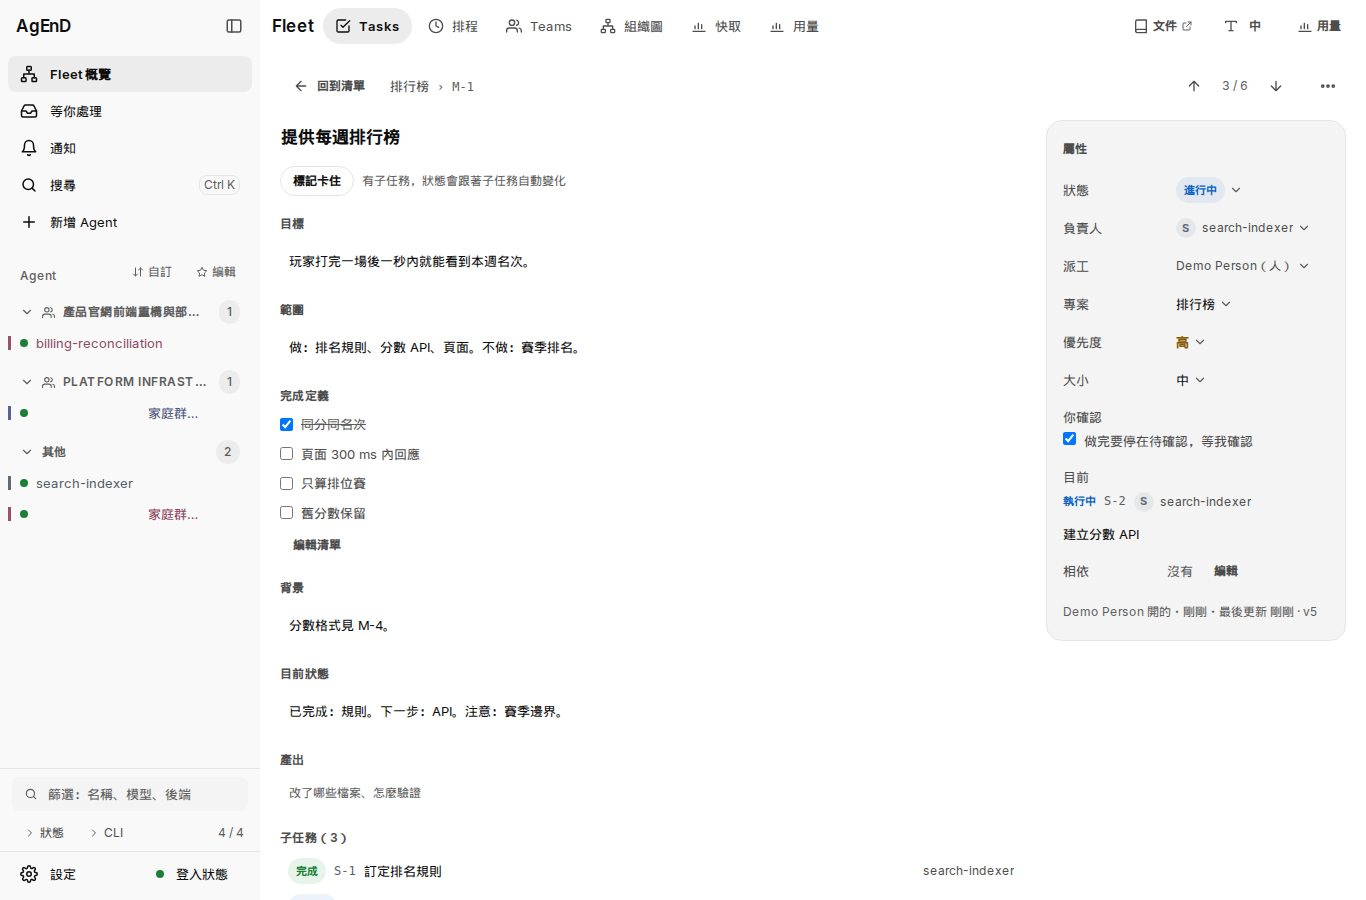 AgEnD
Fleet 概覽
等你處理
通知
搜尋 Ctrl K
新增 Agent
Agent 自訂 編輯
產品官網前端重構與部... 1
billing-reconciliation
PLATFORM INFRAST... 1
家庭群...
其他 2
search-indexer
家庭群...
篩選：名稱、模型、後端
狀態 CLI 4 / 4
設定 登入狀態
Fleet Tasks 排程 Teams 組織圖 快取 用量 文件 中 用量
回到清單 排行榜 › M-1 3 / 6
提供每週排行榜
標記卡住 有子任務，狀態會跟著子任務自動變化
目標
玩家打完一場後一秒內就能看到本週名次。
範圍
做：排名規則、分數 API、頁面。不做：賽季排名。
完成定義
同分同名次
頁面 300 ms 內回應
只算排位賽
舊分數保留
編輯清單
背景
分數格式見 M-4。
目前狀態
已完成：規則。下一步：API。注意：賽季邊界。
產出
改了哪些檔案、怎麼驗證
子任務（3）
完成 S-1 訂定排名規則 search-indexer
屬性
狀態 進行中
負責人 S search-indexer
派工 Demo Person（人）
專案 排行榜
優先度 高
大小 中
你確認
做完要停在待確認，等我確認
目前
執行中 S-2 S search-indexer
建立分數 API
相依 沒有 編輯
Demo Person 開的・剛剛・最後更新 剛剛 · v5